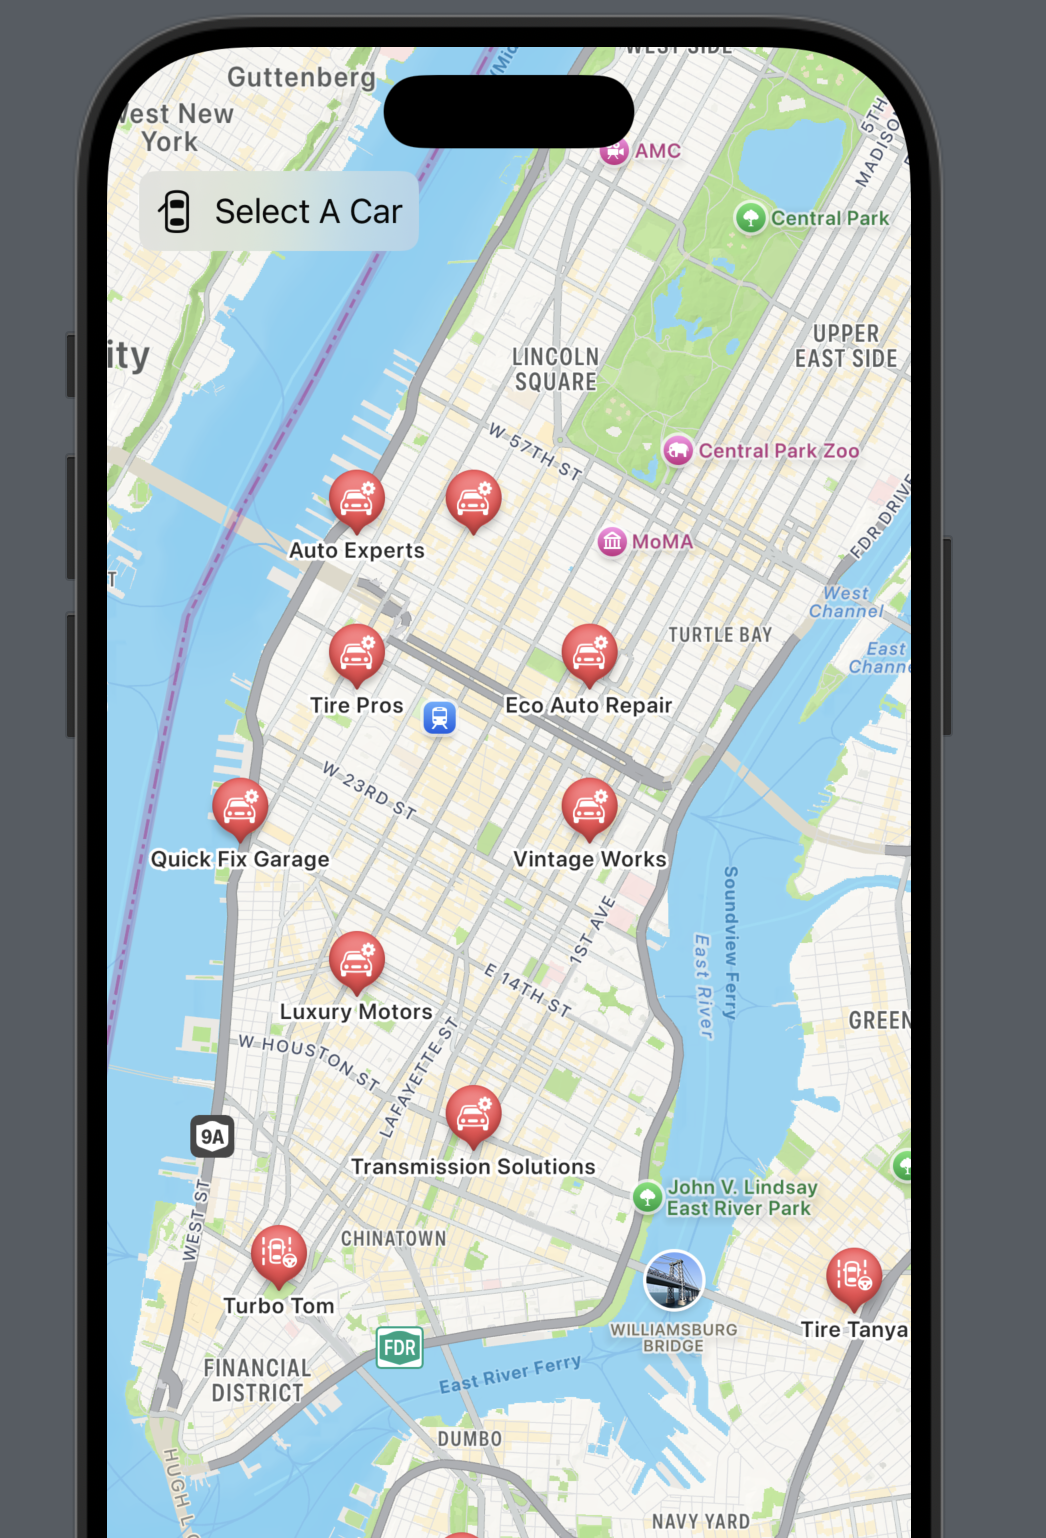 WEST SIDE
Guttenberg
West New
York
AMC
5TH
MADISO
Central Park
Select A Car
UPPER
EAST SIDE
ity
LINCOLN
SQUARE
W 57TH ST
Central Park Zoo
FDR DRIVE
MoMA
Auto Experts
T
West
Channel
TURTLE BAY
East
Channe
Tire Pros
Eco Auto Repair
W 23RD ST
Quick Fix Garage
Vintage Works
1ST AVE
Soundview Ferry
East River
E 14TH ST
Luxury Motors
GREEN
W HOUSTON ST
LAFAYETTE ST
9A
Transmission Solutions
John V. Lindsay
East River Park
WEST ST
CHINATOWN
Turbo Tom
WILLIAMSBURG
BRIDGE
Tire Tanya
FDR
FINANCIAL
DISTRICT
East River Ferry
DUMBO
HUGH L
NAVY YARD